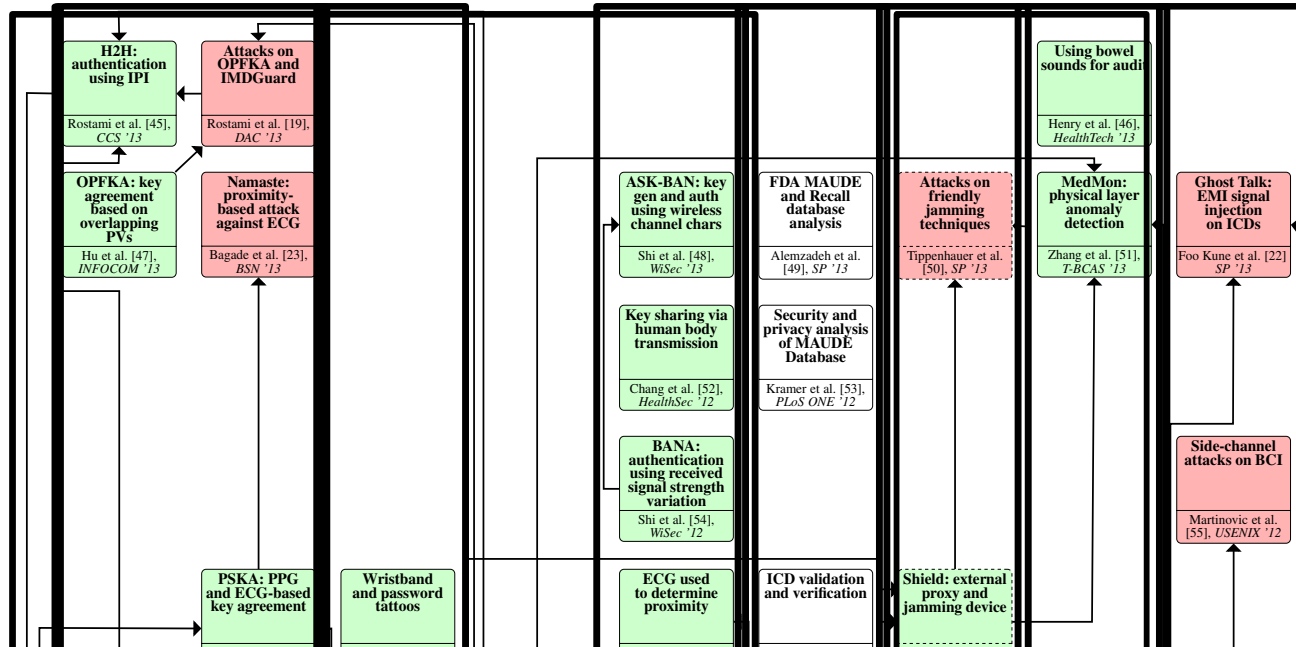 H2H:
authentication
using IPI
Rostami et al. [45],
CCS '13
Attacks on
OPFKA and
IMDGuard
Rostami et al. [19],
DAC '13
Using bowel
sounds for audit
Henry et al. [46],
HealthTech '13
OPFKA: key
agreement
based on
overlapping
PVs
Hu et al. [47],
INFOCOM '13
Namaste:
proximity-
based attack
against ECG
Bagade et al. [23],
BSN '13
ASK-BAN: key
gen and auth
using wireless
channel chars
Shi et al. [48],
WiSec '13
FDA MAUDE
and Recall
database
analysis
Alemzadeh et al.
[49], SP '13
Attacks on
friendly
jamming
techniques
Tippenhauer et al.
[50], SP '13
MedMon:
physical layer
anomaly
detection
Zhang et al. [51],
T-BCAS '13
Ghost Talk:
EMI signal
injection
on ICDs
Foo Kune et al. [22]
SP '13
Key sharing via
human body
transmission
Chang et al. [52],
HealthSec '12
Security and
privacy analysis
of MAUDE
Database
Kramer et al. [53],
PLoS ONE '12
BANA:
authentication
using received
signal strength
variation
Shi et al. [54],
WiSec '12
Side-channel
attacks on BCI
Martinovic et al.
[55], USENIX '12
PSKA: PPG
and ECG-based
key agreement
Wristband
and password
tattoos
ECG used
to determine
proximity
ICD validation
and verification
Shield: external
proxy and
jamming device